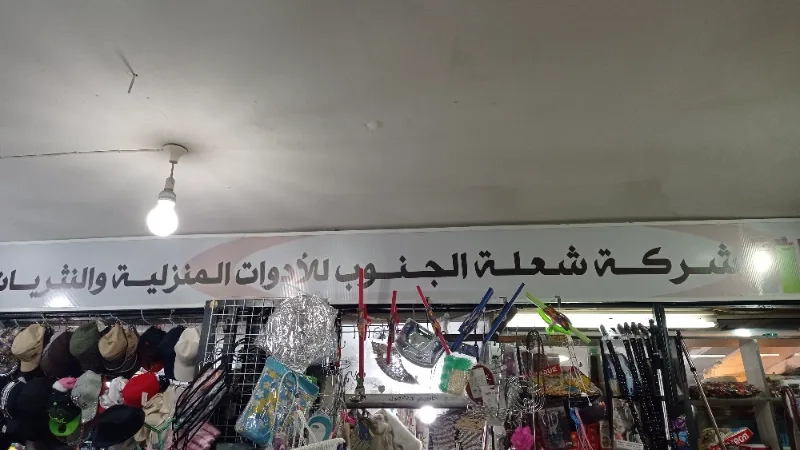 شركة شعلة الجنوب للأدوات المنزلية والنثريات